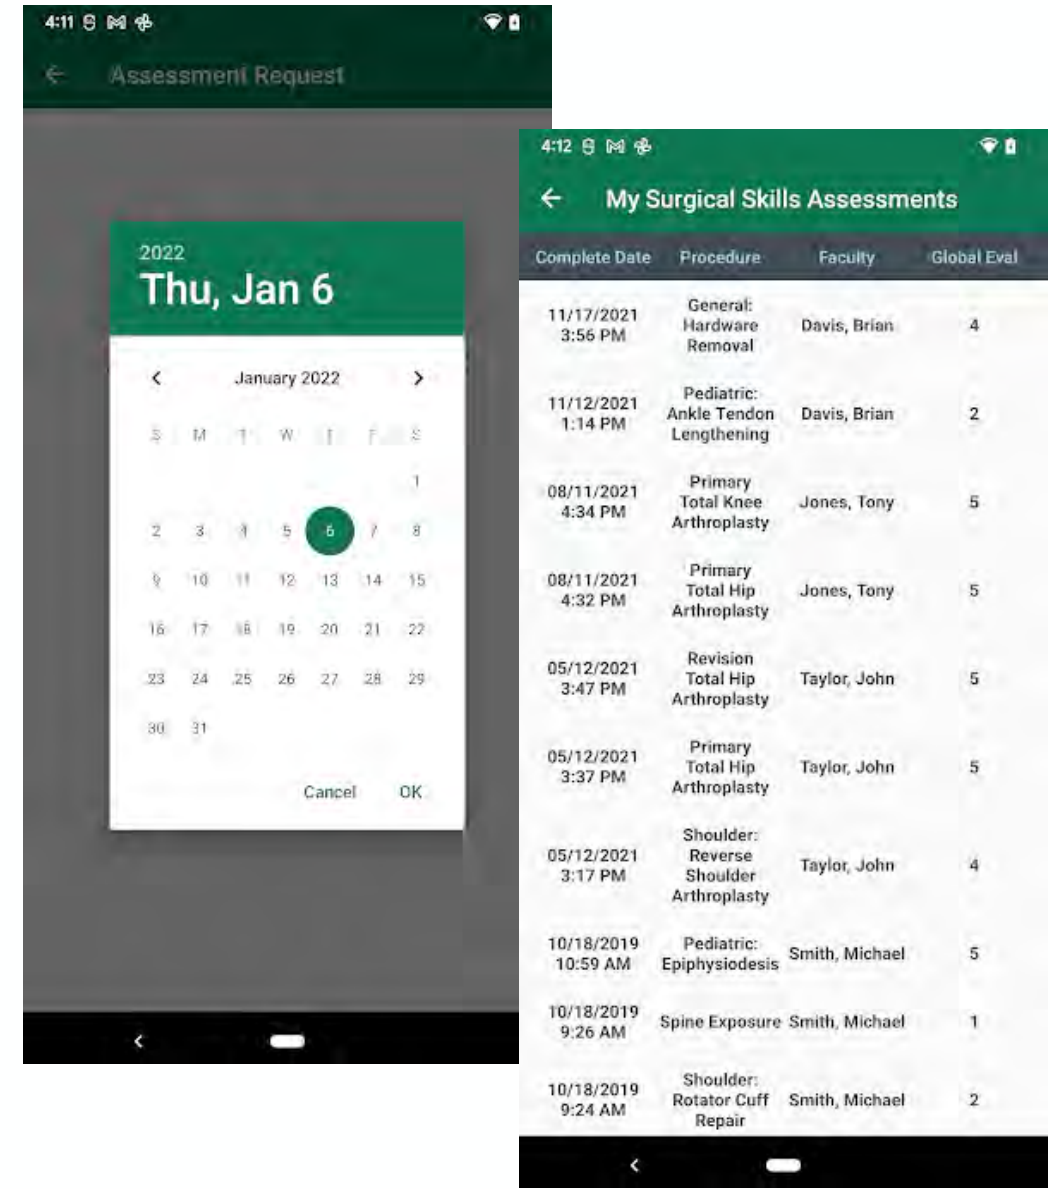 4:11
Assessment Request
2022
Thu, Jan 6
January 2022
S M T W T F S
1
2 3 4 5 6 7 8
9 10 11 12 13 14 15
16 17 18 19 20 21 22
23 24 25 26 27 28 29
30 31
Cancel OK
4:12
My Surgical Skills Assessments
Complete Date Procedure Faculty Global Eval
11/17/2021 3:56 PM General: Hardware Removal Davis, Brian 4
11/12/2021 1:14 PM Pediatric: Ankle Tendon Lengthening Davis, Brian 2
08/11/2021 4:34 PM Primary Total Knee Arthroplasty Jones, Tony 5
08/11/2021 4:32 PM Primary Total Hip Arthroplasty Jones, Tony 5
05/12/2021 3:47 PM Revision Total Hip Arthroplasty Taylor, John 5
05/12/2021 3:37 PM Primary Total Hip Arthroplasty Taylor, John 5
05/12/2021 3:17 PM Shoulder: Reverse Shoulder Arthroplasty Taylor, John 4
10/18/2019 10:59 AM Pediatric: Epiphysiodesis Smith, Michael 5
10/18/2019 9:26 AM Spine Exposure Smith, Michael 1
10/18/2019 9:24 AM Shoulder: Rotator Cuff Repair Smith, Michael 2